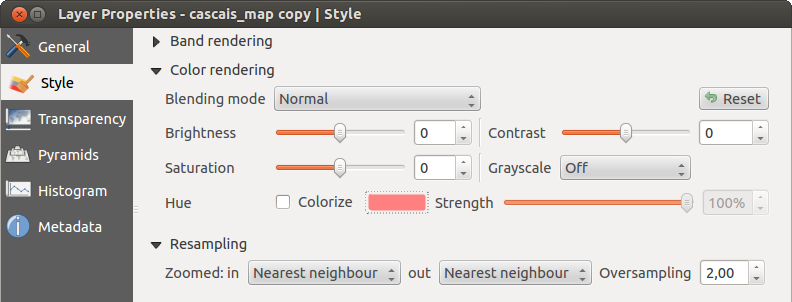 Layer Properties - cascais_map copy | Style
General
Style
Transparency
Pyramids
Histogram
Metadata
Band rendering
Color rendering
Blending mode Normal Reset
Brightness 0 Contrast 0
Saturation 0 Grayscale Off
Hue Colorize Strength 100%
Resampling
Zoomed: in Nearest neighbour out Nearest neighbour Oversampling 2,00